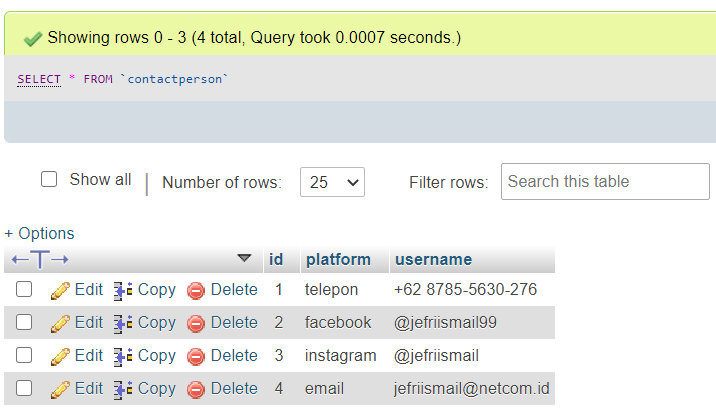 Showing rows 0 - 3 (4 total, Query took 0.0007 seconds.)
SELECT * FROM `contactperson`
Show all | Number of rows: 25 Filter rows: Search this table
+ Options
←T→ id platform username
Edit Copy Delete 1 telepon +62 8785-5630-276
Edit Copy Delete 2 facebook @jefriismail99
Edit Copy Delete 3 instagram @jefriismail
Edit Copy Delete 4 email jefriismail@netcom.id